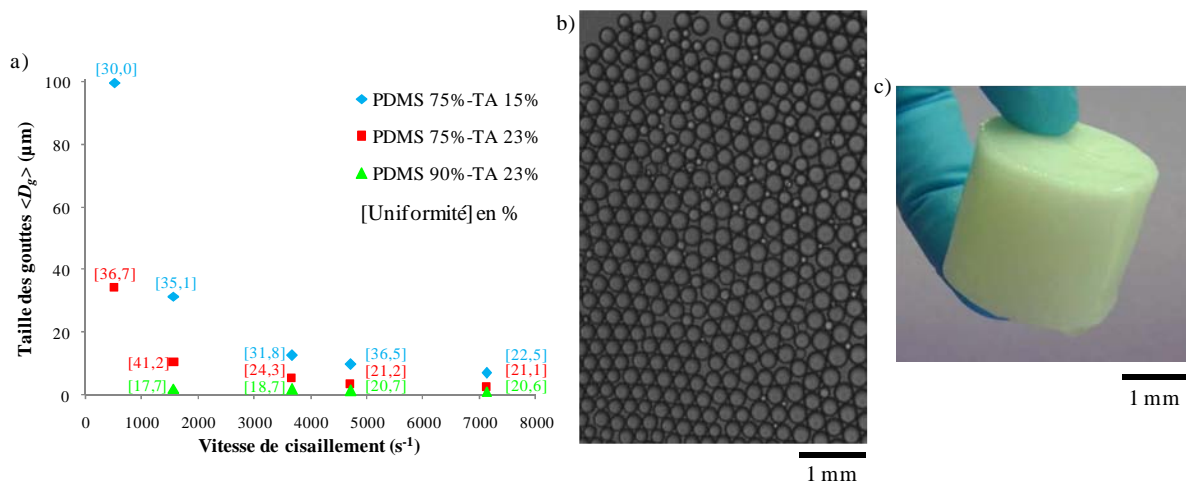 a)
Taille des gouttes <Dg> (µm)
100
80
60
40
20
0
0 1000 2000 3000 4000 5000 6000 7000 8000
Vitesse de cisaillement (s-1)
[30,0]
[36,7]
[35,1]
[41,2]
[17,7]
[31,8]
[24,3]
[18,7]
[36,5]
[21,2]
[20,7]
[22,5]
[21,1]
[20,6]
PDMS 75%-TA 15%
PDMS 75%-TA 23%
PDMS 90%-TA 23%
[Uniformité] en %
b)
1 mm
c)
1 mm